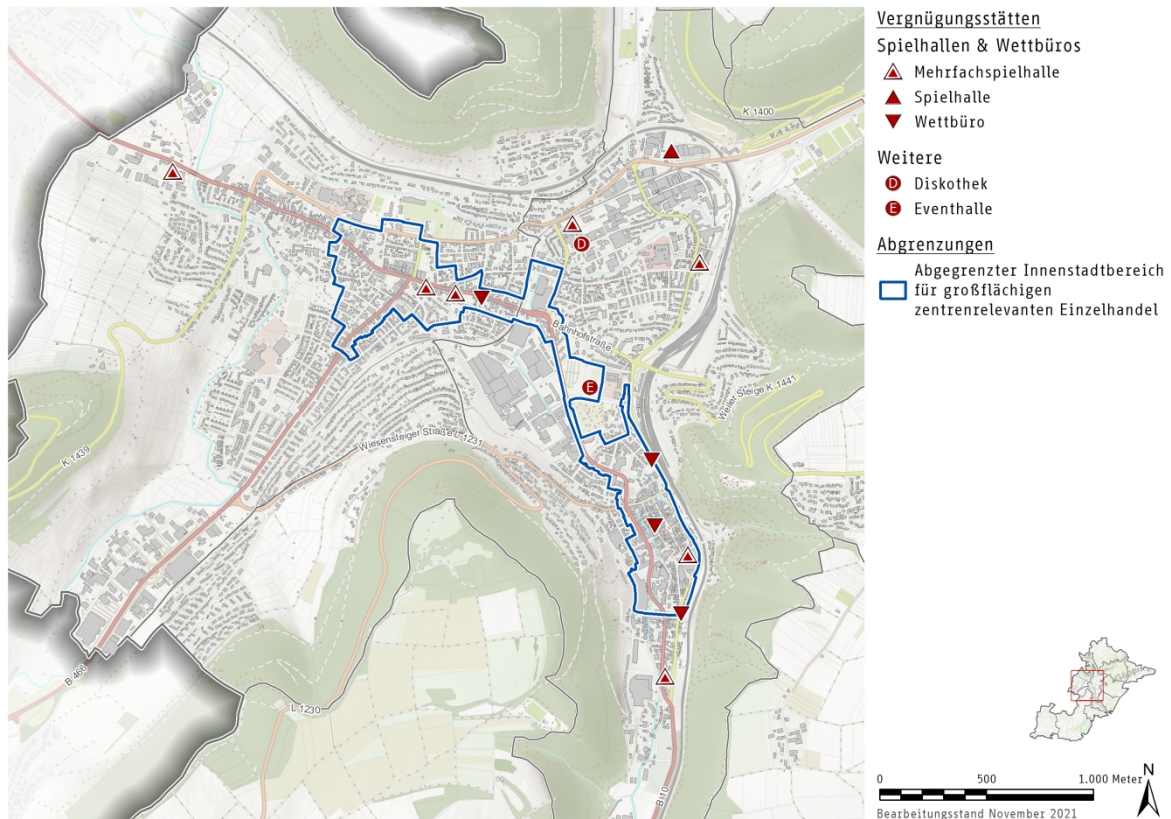 Vergnügungsstätten
Spielhallen & Wettbüros
Mehrfachspielhalle
Spielhalle
Wettbüro
Weitere
D Diskothek
E Eventhalle
Abgrenzungen
Abgegrenzter Innenstadtbereich
für großflächigen
zentrenrelevanten Einzelhandel
K 1400
D
Bahnhofstraße
E
Weiler Steige K 1441
Wiesensteiger Straße L 1231
K 1439
B 466
L 1230
B 10
N
0 500 1.000 Meter
Bearbeitungsstand November 2021